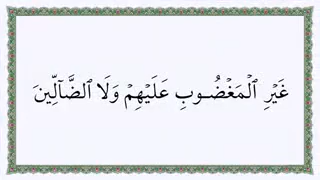 غَيۡرِ ٱلۡمَغۡضُوبِ عَلَيۡهِمۡ وَلَا ٱلضَّآلِّينَ